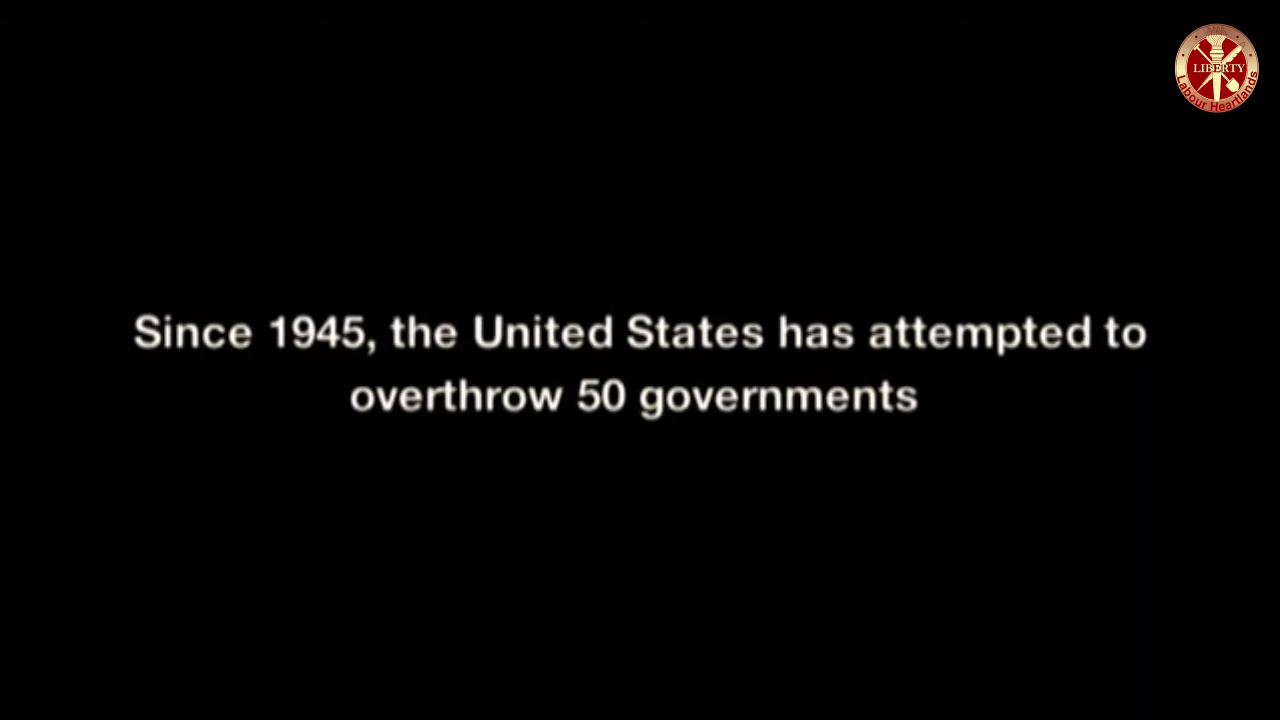 LIBERTY
Labour Heartlands
Since 1945, the United States has attempted to
overthrow 50 governments